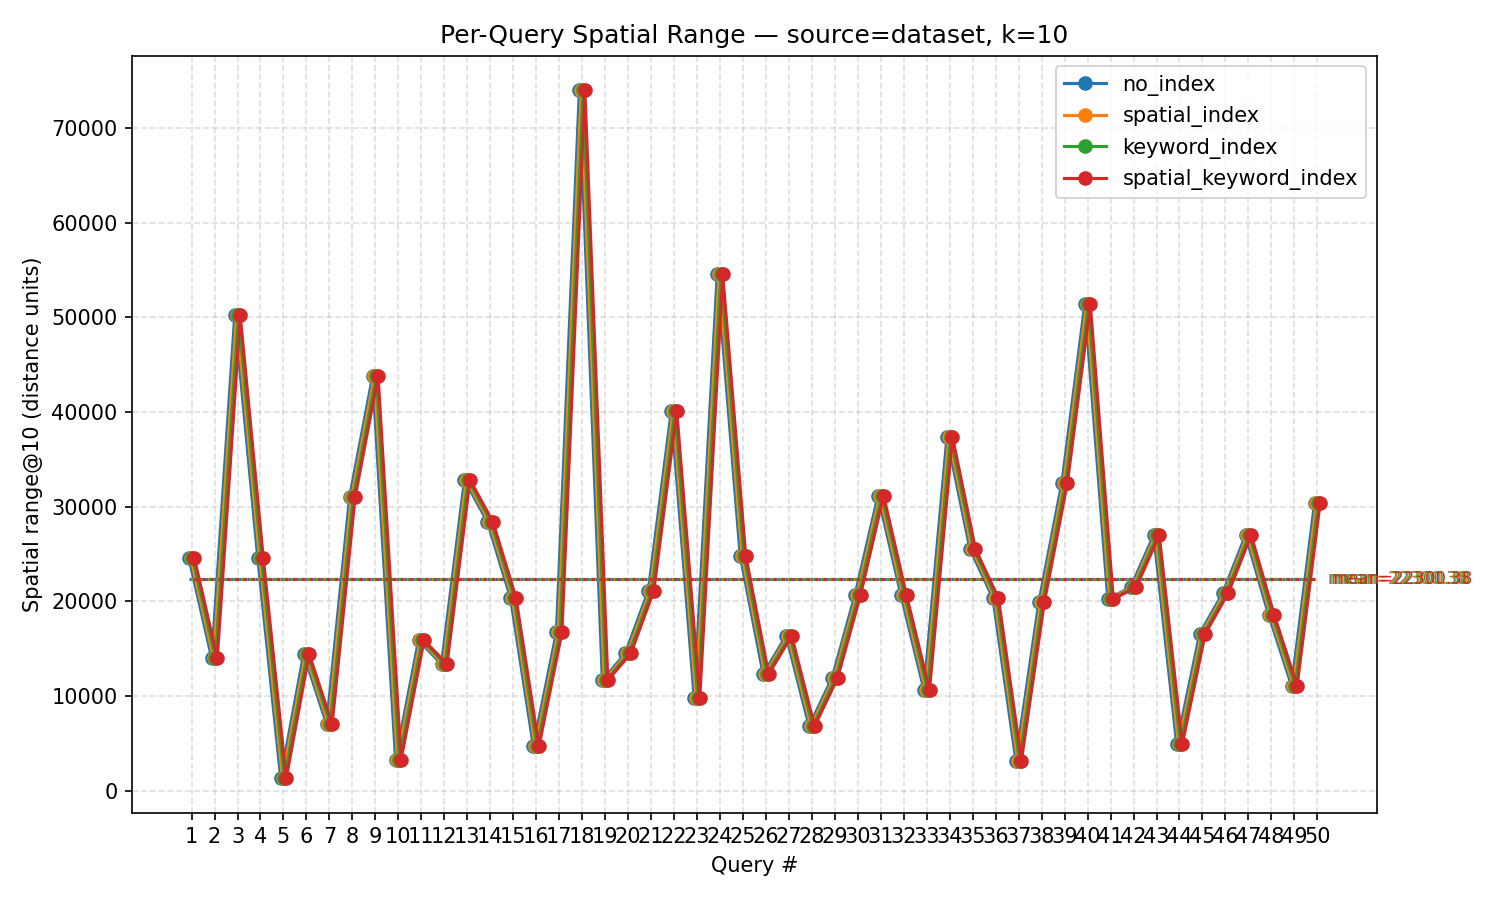 Per-Query Spatial Range — source=dataset, k=10
no_index
spatial_index
keyword_index
spatial_keyword_index
Spatial range@10 (distance units)
70000
60000
50000
40000
30000
20000
10000
0
mean=22300.38
1 2 3 4 5 6 7 8 9 10 11 12 13 14 15 16 17 18 19 20 21 22 23 24 25 26 27 28 29 30 31 32 33 34 35 36 37 38 39 40 41 42 43 44 45 46 47 48 49 50
Query #